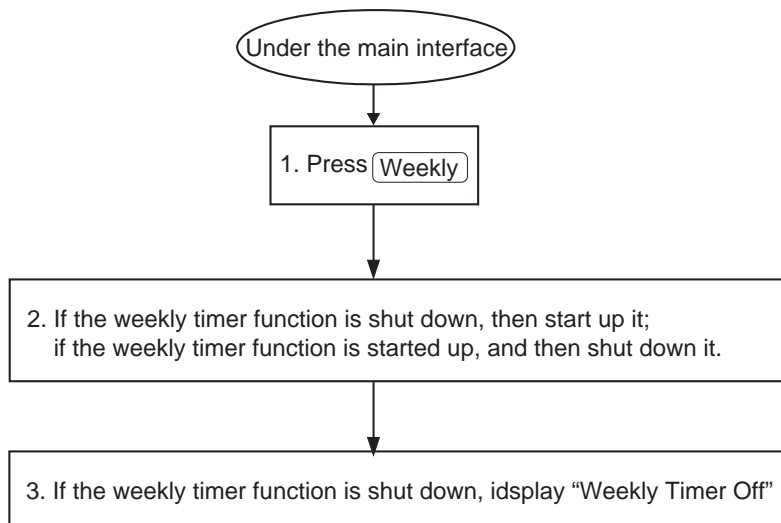 Under the main interface
1. Press Weekly
2. If the weekly timer function is shut down, then start up it;
if the weekly timer function is started up, and then shut down it.
3. If the weekly timer function is shut down, idsplay “Weekly Timer Off”